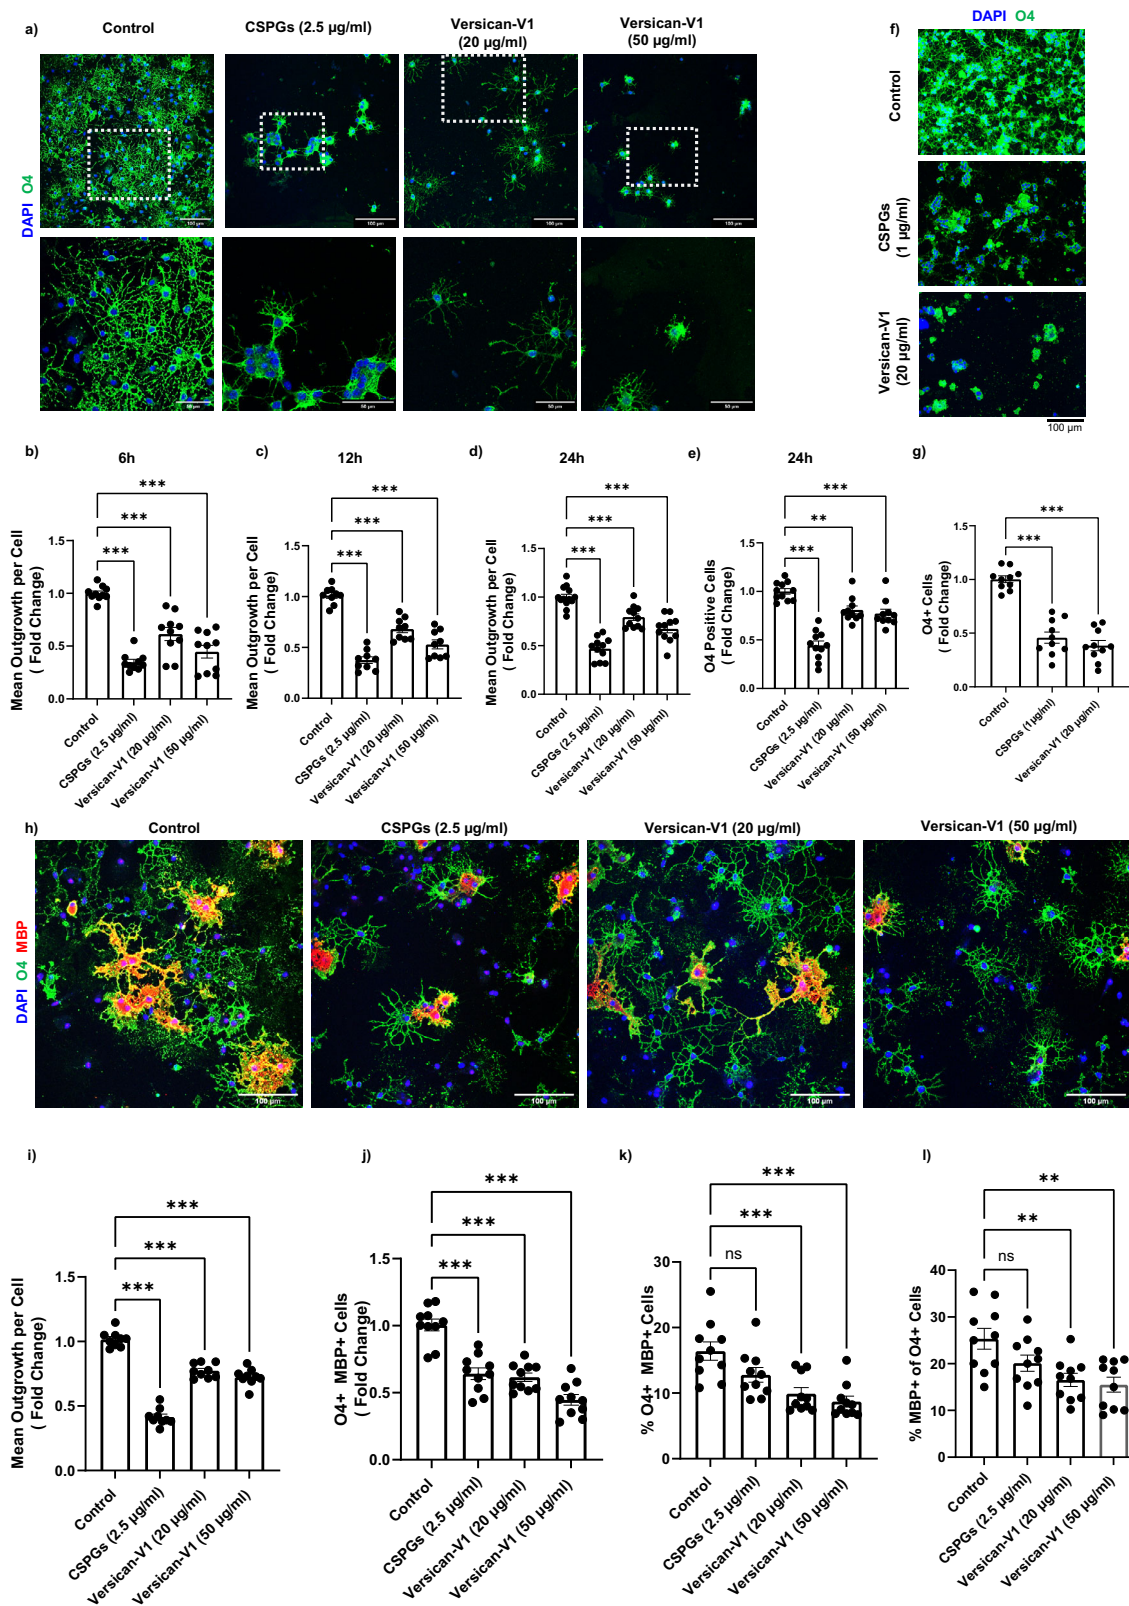 a)
Control
CSPGs (2.5 µg/ml)
Versican-V1
(20 µg/ml)
Versican-V1
(50 µg/ml)
DAPI O4
100 µm
100 µm
100 µm
100 µm
50 µm
50 µm
50 µm
50 µm
f)
DAPI O4
Control
CSPGs
(1 µg/ml)
Versican-V1
(20 µg/ml)
100 µm
b)
6h
Mean Outgrowth per Cell
( Fold Change)
***
***
***
1.5
1.0
0.5
0.0
Control
CSPGs (2.5 µg/ml)
Versican-V1 (20 µg/ml)
Versican-V1 (50 µg/ml)
c)
12h
Mean Outgrowth per Cell
( Fold Change)
***
***
***
1.5
1.0
0.5
0.0
Control
CSPGs (2.5 µg/ml)
Versican-V1 (20 µg/ml)
Versican-V1 (50 µg/ml)
d)
24h
Mean Outgrowth per Cell
( Fold Change)
***
***
***
1.5
1.0
0.5
0.0
Control
CSPGs (2.5 µg/ml)
Versican-V1 (20 µg/ml)
Versican-V1 (50 µg/ml)
e)
24h
O4 Positive Cells
( Fold Change)
***
**
***
1.5
1.0
0.5
0.0
Control
CSPGs (2.5 µg/ml)
Versican-V1 (20 µg/ml)
Versican-V1 (50 µg/ml)
g)
O4+ Cells
( Fold Change)
***
***
1.5
1.0
0.5
0.0
Control
CSPGs (1µg/ml)
Versican-V1 (20 µg/ml)
h)
Control
CSPGs (2.5 µg/ml)
Versican-V1 (20 µg/ml)
Versican-V1 (50 µg/ml)
DAPI O4 MBP
100 µm
100 µm
100 µm
100 µm
i)
Mean Outgrowth per Cell
( Fold Change)
***
***
***
1.5
1.0
0.5
0.0
Control
CSPGs (2.5 µg/ml)
Versican-V1 (20 µg/ml)
Versican-V1 (50 µg/ml)
j)
O4+ MBP+ Cells
( Fold Change)
***
***
***
1.5
1.0
0.5
0.0
Control
CSPGs (2.5 µg/ml)
Versican-V1 (20 µg/ml)
Versican-V1 (50 µg/ml)
k)
% O4+ MBP+ Cells
***
***
ns
30
20
10
0
Control
CSPGs (2.5 µg/ml)
Versican-V1 (20 µg/ml)
Versican-V1 (50 µg/ml)
l)
% MBP+ of O4+ Cells
**
**
ns
40
30
20
10
0
Control
CSPGs (2.5 µg/ml)
Versican-V1 (20 µg/ml)
Versican-V1 (50 µg/ml)